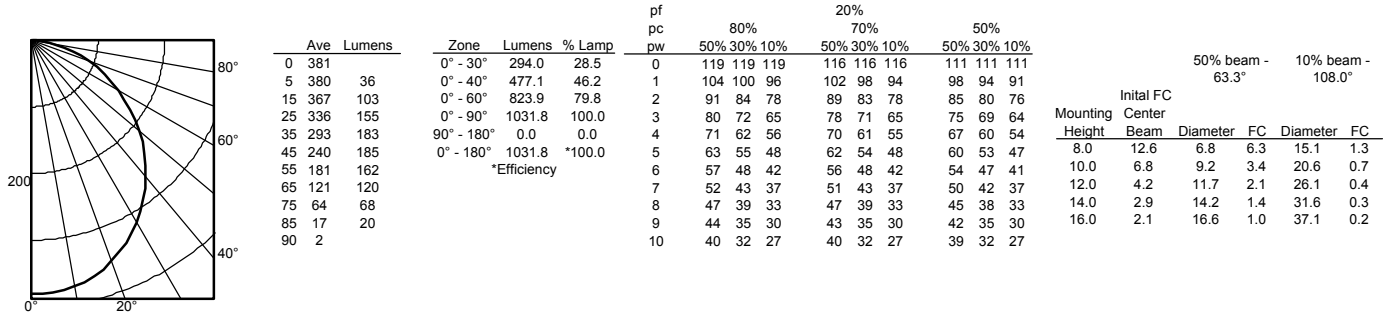 80°
60°
200
40°
0° 20°
Ave Lumens
0 381
5 380 36
15 367 103
25 336 155
35 293 183
45 240 185
55 181 162
65 121 120
75 64 68
85 17 20
90 2
Zone Lumens % Lamp
0° - 30° 294.0 28.5
0° - 40° 477.1 46.2
0° - 60° 823.9 79.8
0° - 90° 1031.8 100.0
90° - 180° 0.0 0.0
0° - 180° 1031.8 *100.0
*Efficiency
pf 20%
pc 80% 70% 50%
pw 50% 30% 10% 50% 30% 10% 50% 30% 10%
0 119 119 119 116 116 116 111 111 111
1 104 100 96 102 98 94 98 94 91
2 91 84 78 89 83 78 85 80 76
3 80 72 65 78 71 65 75 69 64
4 71 62 56 70 61 55 67 60 54
5 63 55 48 62 54 48 60 53 47
6 57 48 42 56 48 42 54 47 41
7 52 43 37 51 43 37 50 42 37
8 47 39 33 47 39 33 45 38 33
9 44 35 30 43 35 30 42 35 30
10 40 32 27 40 32 27 39 32 27
50% beam - 10% beam -
63.3° 108.0°
Inital FC
Mounting Center
Height Beam Diameter FC Diameter FC
8.0 12.6 6.8 6.3 15.1 1.3
10.0 6.8 9.2 3.4 20.6 0.7
12.0 4.2 11.7 2.1 26.1 0.4
14.0 2.9 14.2 1.4 31.6 0.3
16.0 2.1 16.6 1.0 37.1 0.2